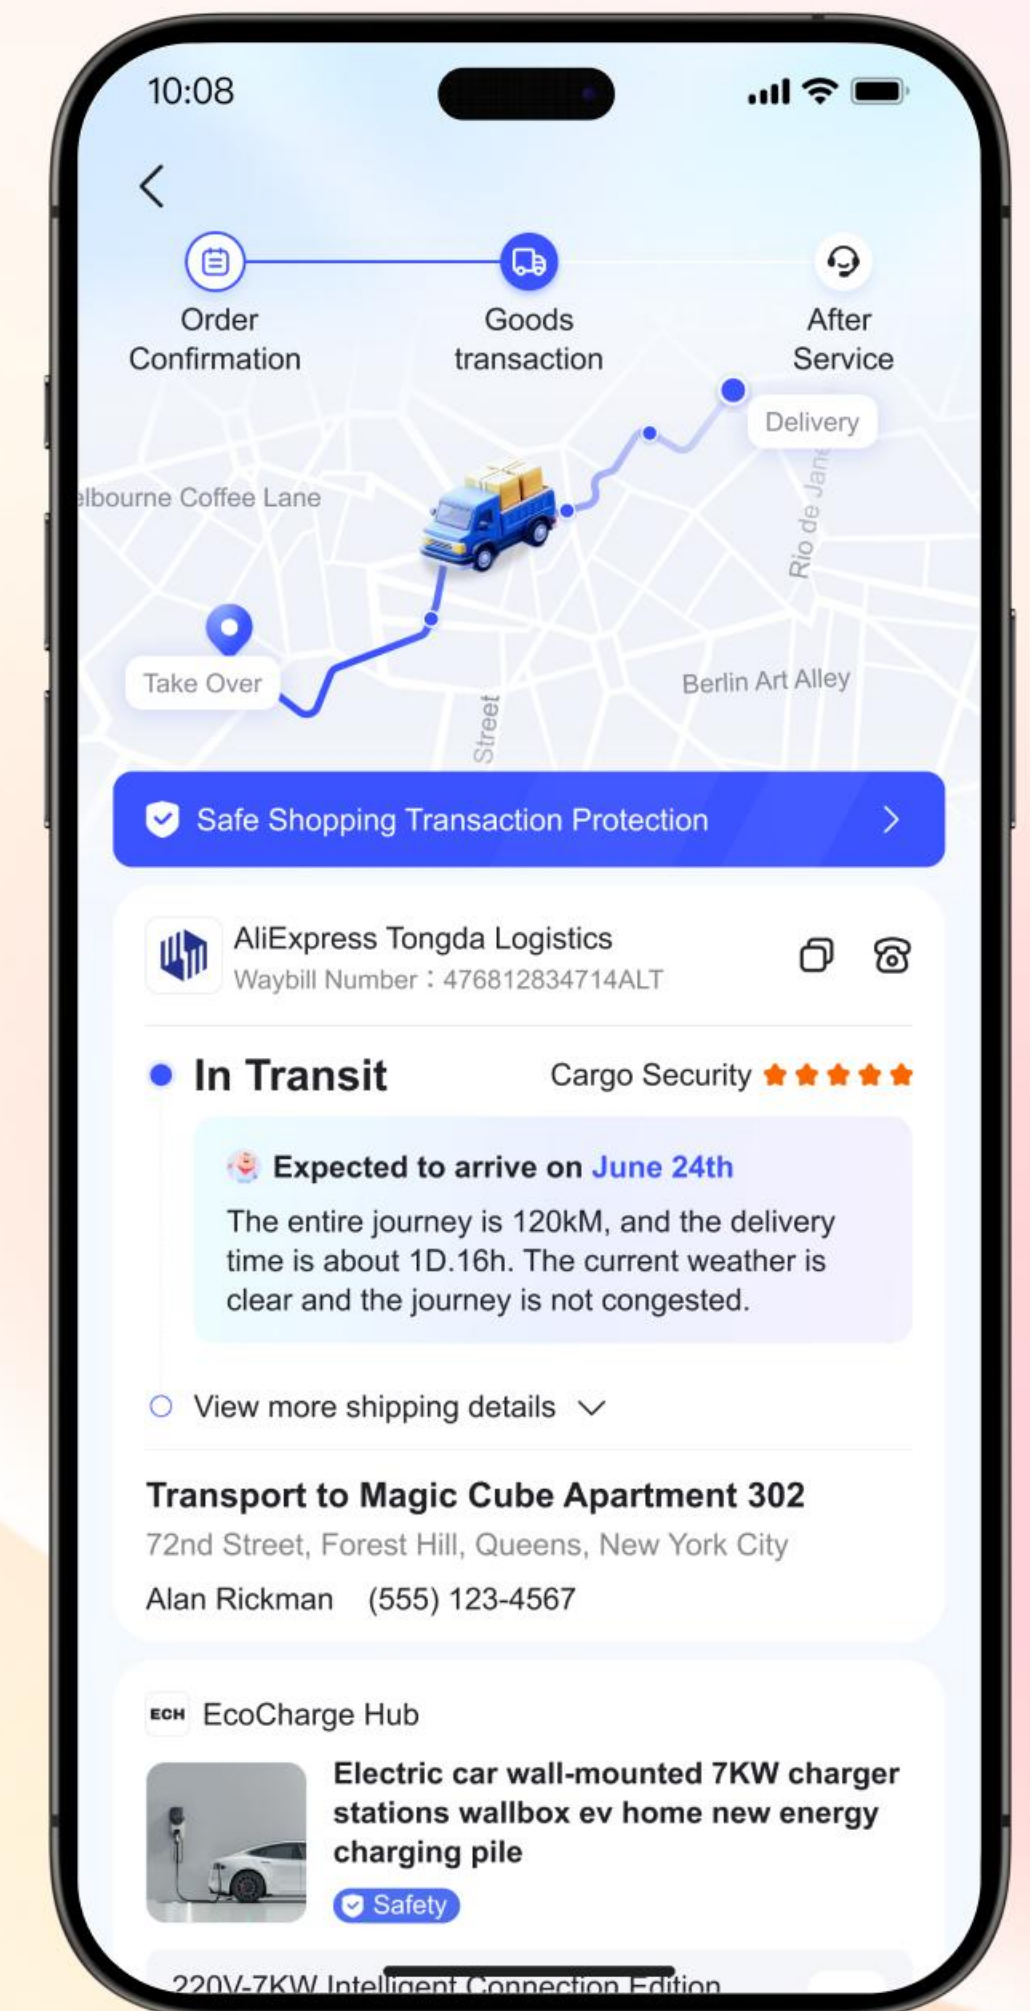 10:08
Order
Confirmation
Goods
transaction
After
Service
Delivery
elbourne Coffee Lane
Rio de Jane
Take Over
Berlin Art Alley
Street
Safe Shopping Transaction Protection
AliExpress Tongda Logistics
Waybill Number：476812834714ALT
In Transit
Cargo Security
Expected to arrive on June 24th
The entire journey is 120kM, and the delivery
time is about 1D.16h. The current weather is
clear and the journey is not congested.
View more shipping details
Transport to Magic Cube Apartment 302
72nd Street, Forest Hill, Queens, New York City
Alan Rickman (555) 123-4567
ECH EcoCharge Hub
Electric car wall-mounted 7KW charger
stations wallbox ev home new energy
charging pile
Safety
220V-7KW Intelligent Connection Edition